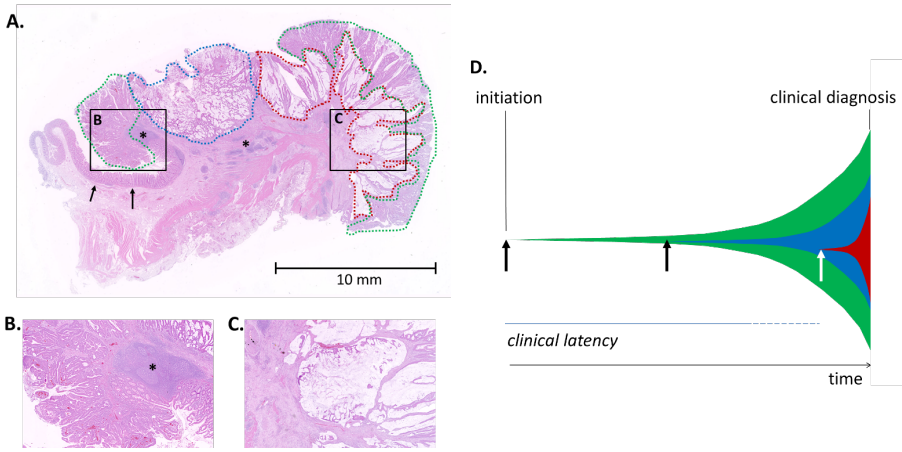 A.
B
*
*
C
10 mm
B.
*
C.
D.
initiation
clinical diagnosis
clinical latency
time